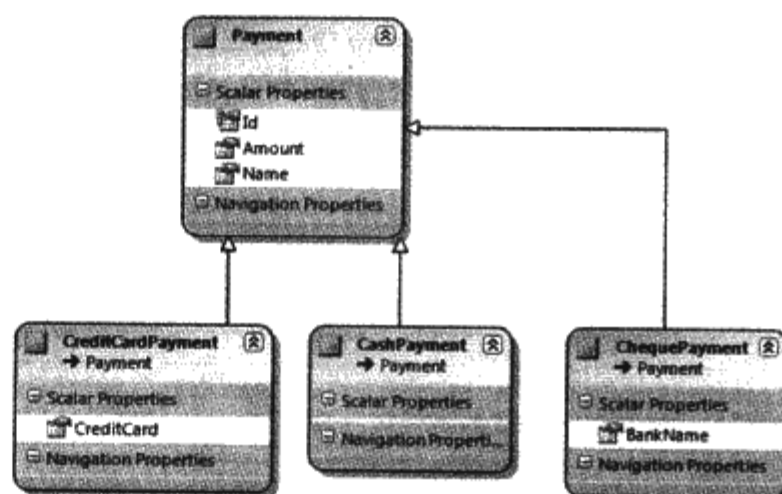 Payment
Scalar Properties
Id
Amount
Name
Navigation Properties
CreditCardPayment
Payment
Scalar Properties
CreditCard
Navigation Properties
CashPayment
Payment
Scalar Properties
Navigation Properti...
ChequePayment
Payment
Scalar Properties
BankName
Navigation Properties